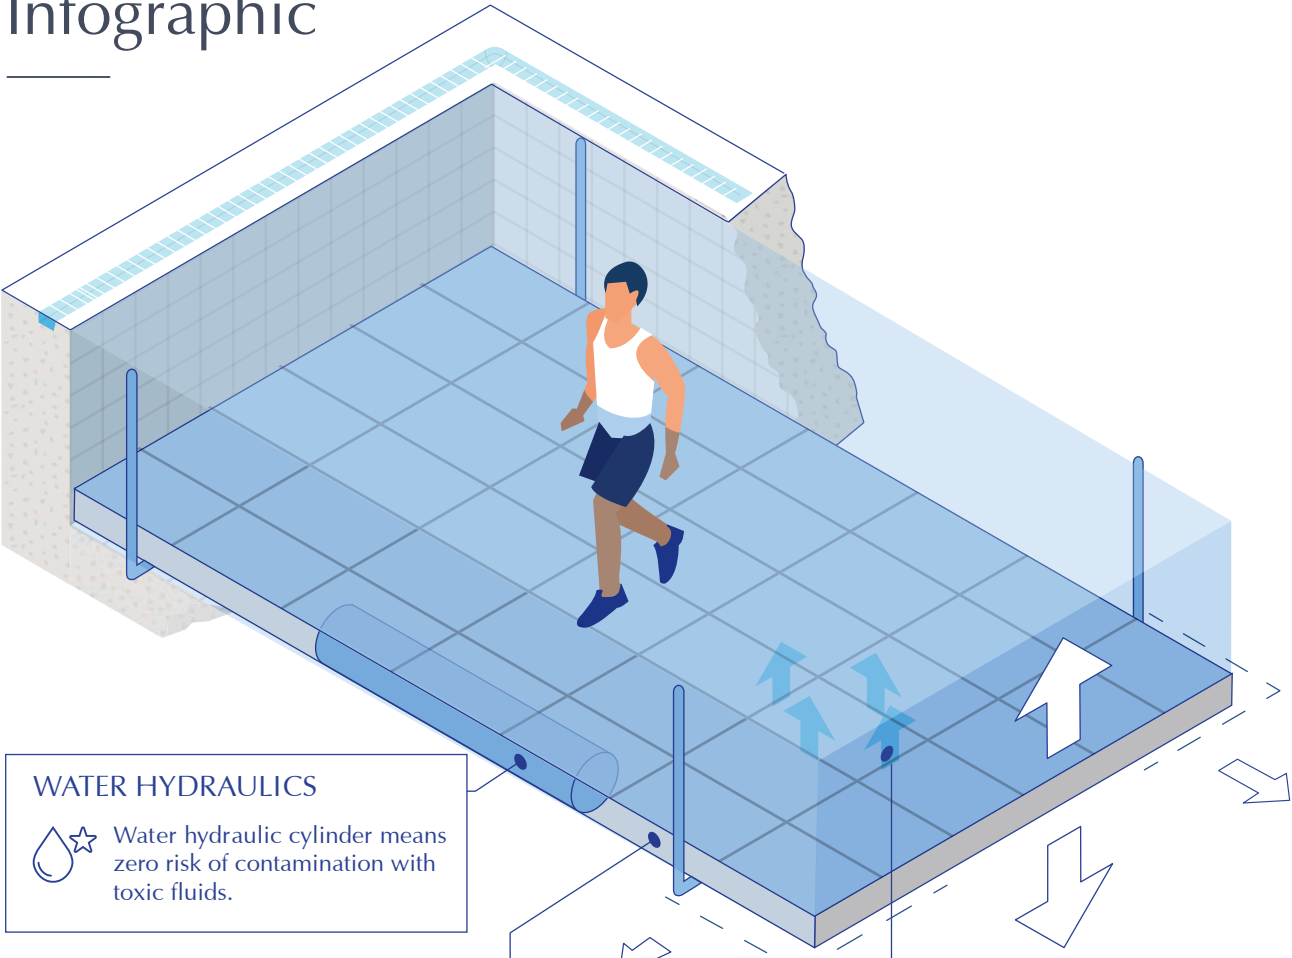 Infographic
WATER HYDRAULICS
Water hydraulic cylinder means
zero risk of contamination with
toxic fluids.